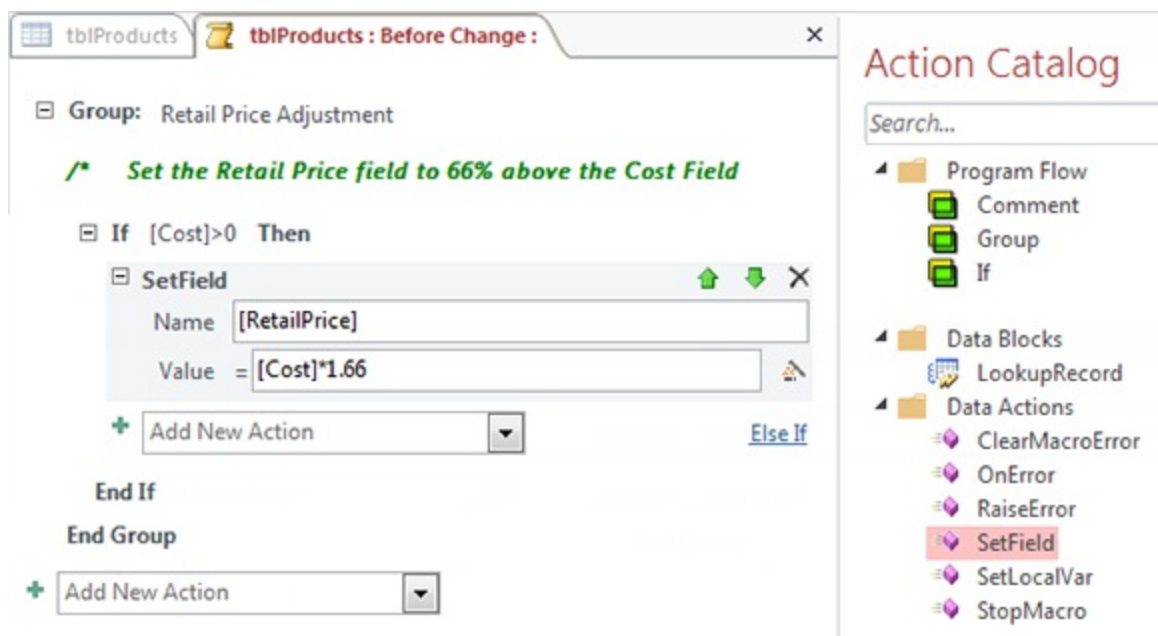 tblProducts
tblProducts : Before Change :
Group: Retail Price Adjustment
/* Set the Retail Price field to 66% above the Cost Field
If [Cost]>0 Then
SetField
Name [RetailPrice]
Value = [Cost]*1.66
Add New Action
Else If
End If
End Group
Add New Action
Action Catalog
Search...
Program Flow
Comment
Group
If
Data Blocks
LookupRecord
Data Actions
ClearMacroError
OnError
RaiseError
SetField
SetLocalVar
StopMacro